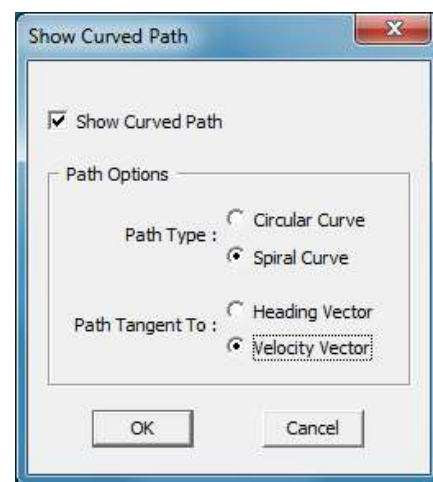 Show Curved Path
Show Curved Path
Path Options
Path Type :
Circular Curve
Spiral Curve
Path Tangent To :
Heading Vector
Velocity Vector
OK
Cancel